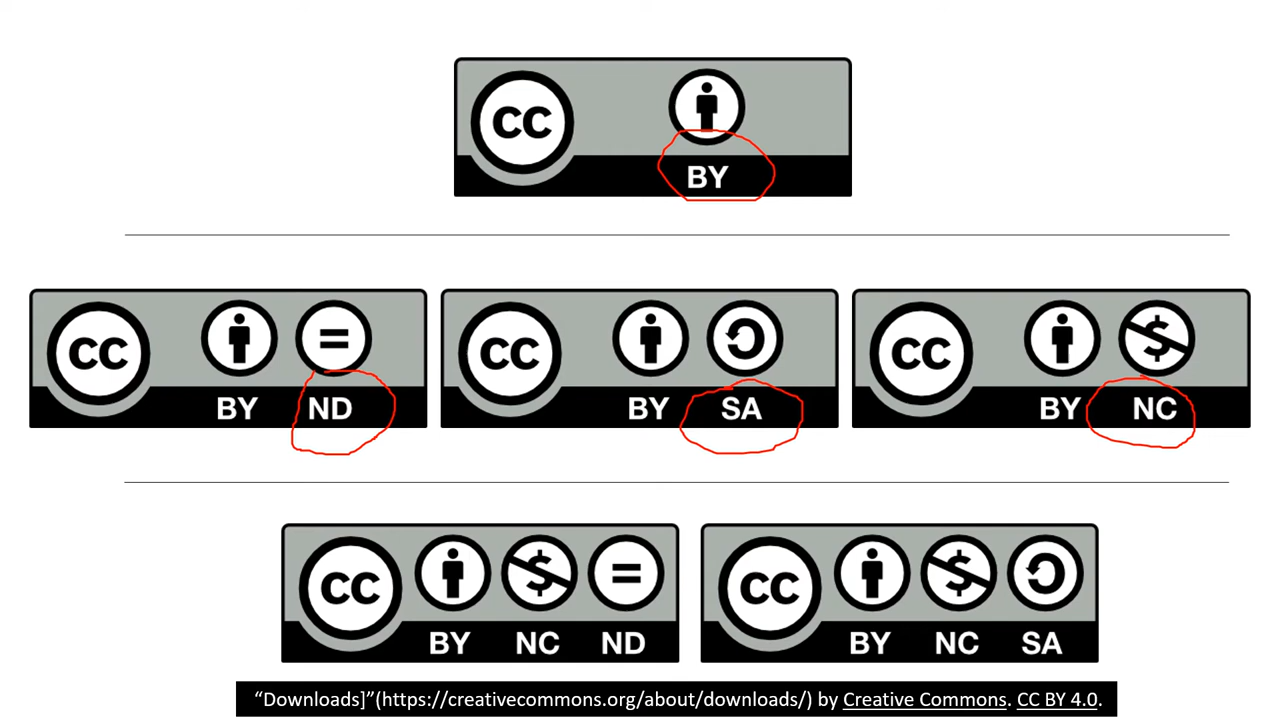 CC BY
CC BY ND
CC BY SA
CC BY NC
CC BY NC ND
CC BY NC SA
“Downloads]”(https://creativecommons.org/about/downloads/) by Creative Commons. CC BY 4.0.